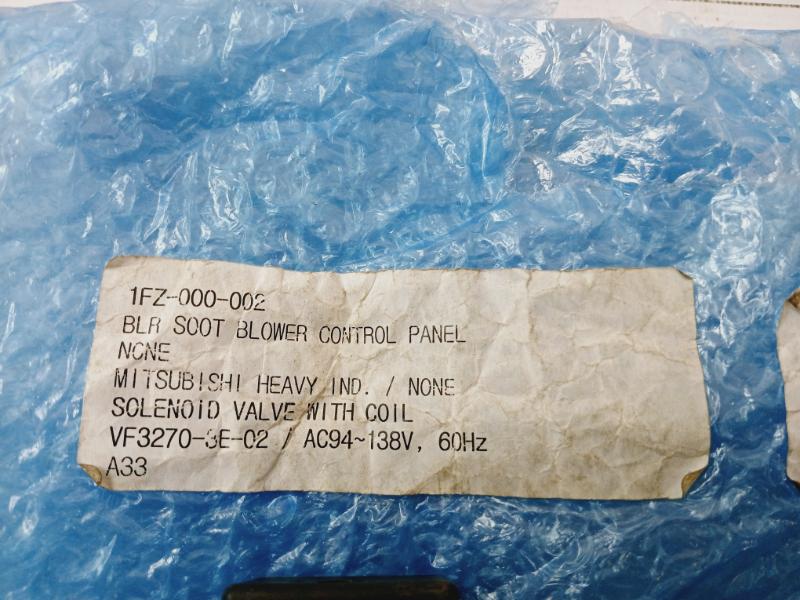 1FZ-000-002
BLR SOOT BLOWER CONTROL PANEL
NONE
MITSUBISHI HEAVY IND. / NONE
SOLENOID VALVE WITH COIL
VF3270-3E-02 / AC94~138V, 60Hz
A33